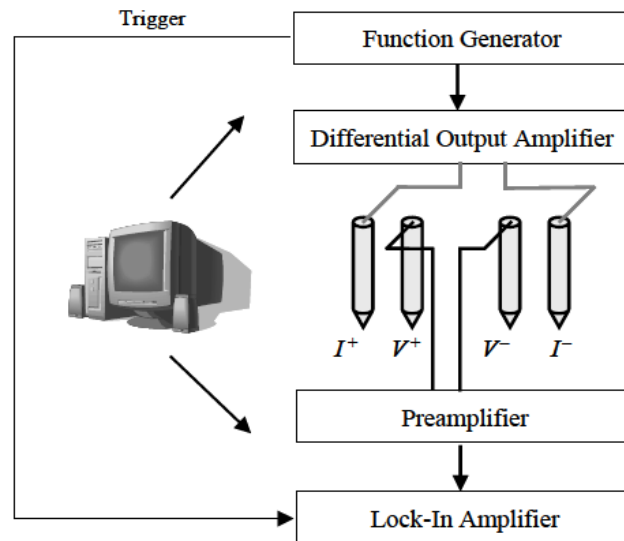 Trigger
Function Generator
Differential Output Amplifier
I⁺ V⁺ V⁻ I⁻
Preamplifier
Lock-In Amplifier